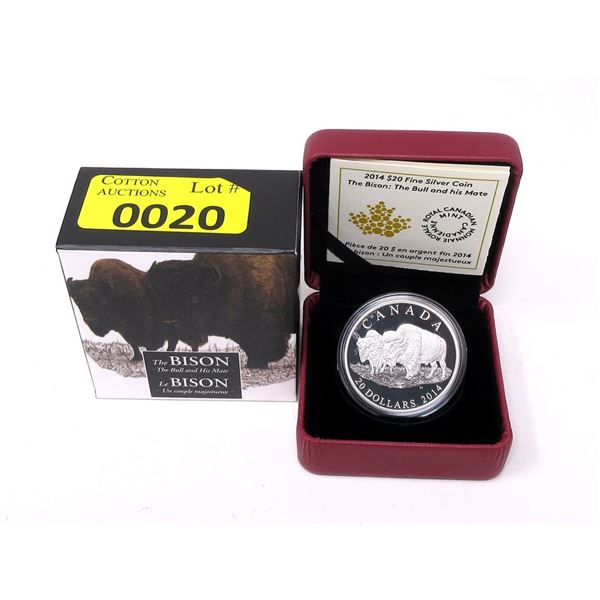 COTTON AUCTIONS Lot #
0020
The BISON
The Bull and His Mate
Le BISON
Un couple majestueux
2014 $20 Fine Silver Coin
The Bison: The Bull and his Mate
ROYAL CANADIAN MINT
MONNAIE ROYALE CANADIENNE
Pièce de 20 $ en argent fin 2014
bison : Un couple majestueux
CANADA
20 DOLLARS 2014